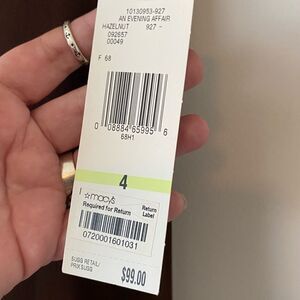 10130953-927
AN EVENING AFFAIR
HAZELNUT 927 -
092657
00049
F 68
0 08884 65995 6
68H1
4
★macy's
Required for Return
Return
Label
0720001601031
SUGG RETAIL/
PRIX SUGG
$99.00